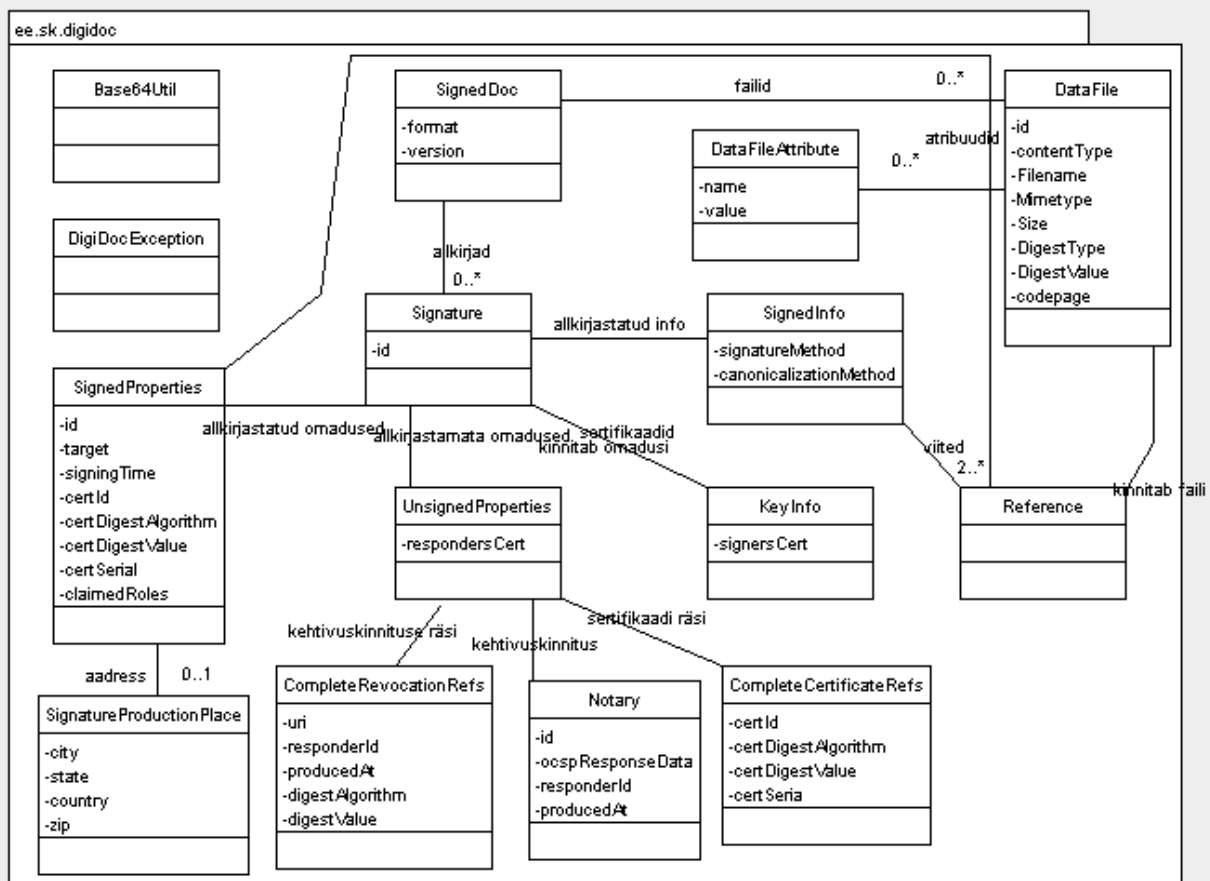 ee.sk.digidoc
Base64Util
SignedDoc
-format
-version
failid
0..*
DataFile
-id
-contentType
-Filename
-Mimetype
-Size
-DigestType
-DigestValue
-codepage
DataFileAttribute
-name
-value
atribuudid
0..*
DigiDocException
allkirjad
0..*
Signature
-id
allkirjastatud info
SignedInfo
-signatureMethod
-canonicalizationMethod
SignedProperties
-id
-target
-signingTime
-certId
-certDigestAlgorithm
-certDigestValue
-certSerial
-claimedRoles
allkirjastatud omadused
allkirjastamata omadused
sertifikaadid
kinnitab omadusi
viited
2..*
kinnitab faili
UnsignedProperties
-respondersCert
KeyInfo
-signersCert
Reference
kehtivuskinnituse räsi
kehtivuskinnitus
sertifikaadi räsi
aadress
0..1
SignatureProductionPlace
-city
-state
-country
-zip
CompleteRevocationRefs
-uri
-responderId
-producedAt
-digestAlgorithm
-digestValue
Notary
-id
-ocspResponseData
-responderId
-producedAt
CompleteCertificateRefs
-certId
-certDigestAlgorithm
-certDigestValue
-certSeria